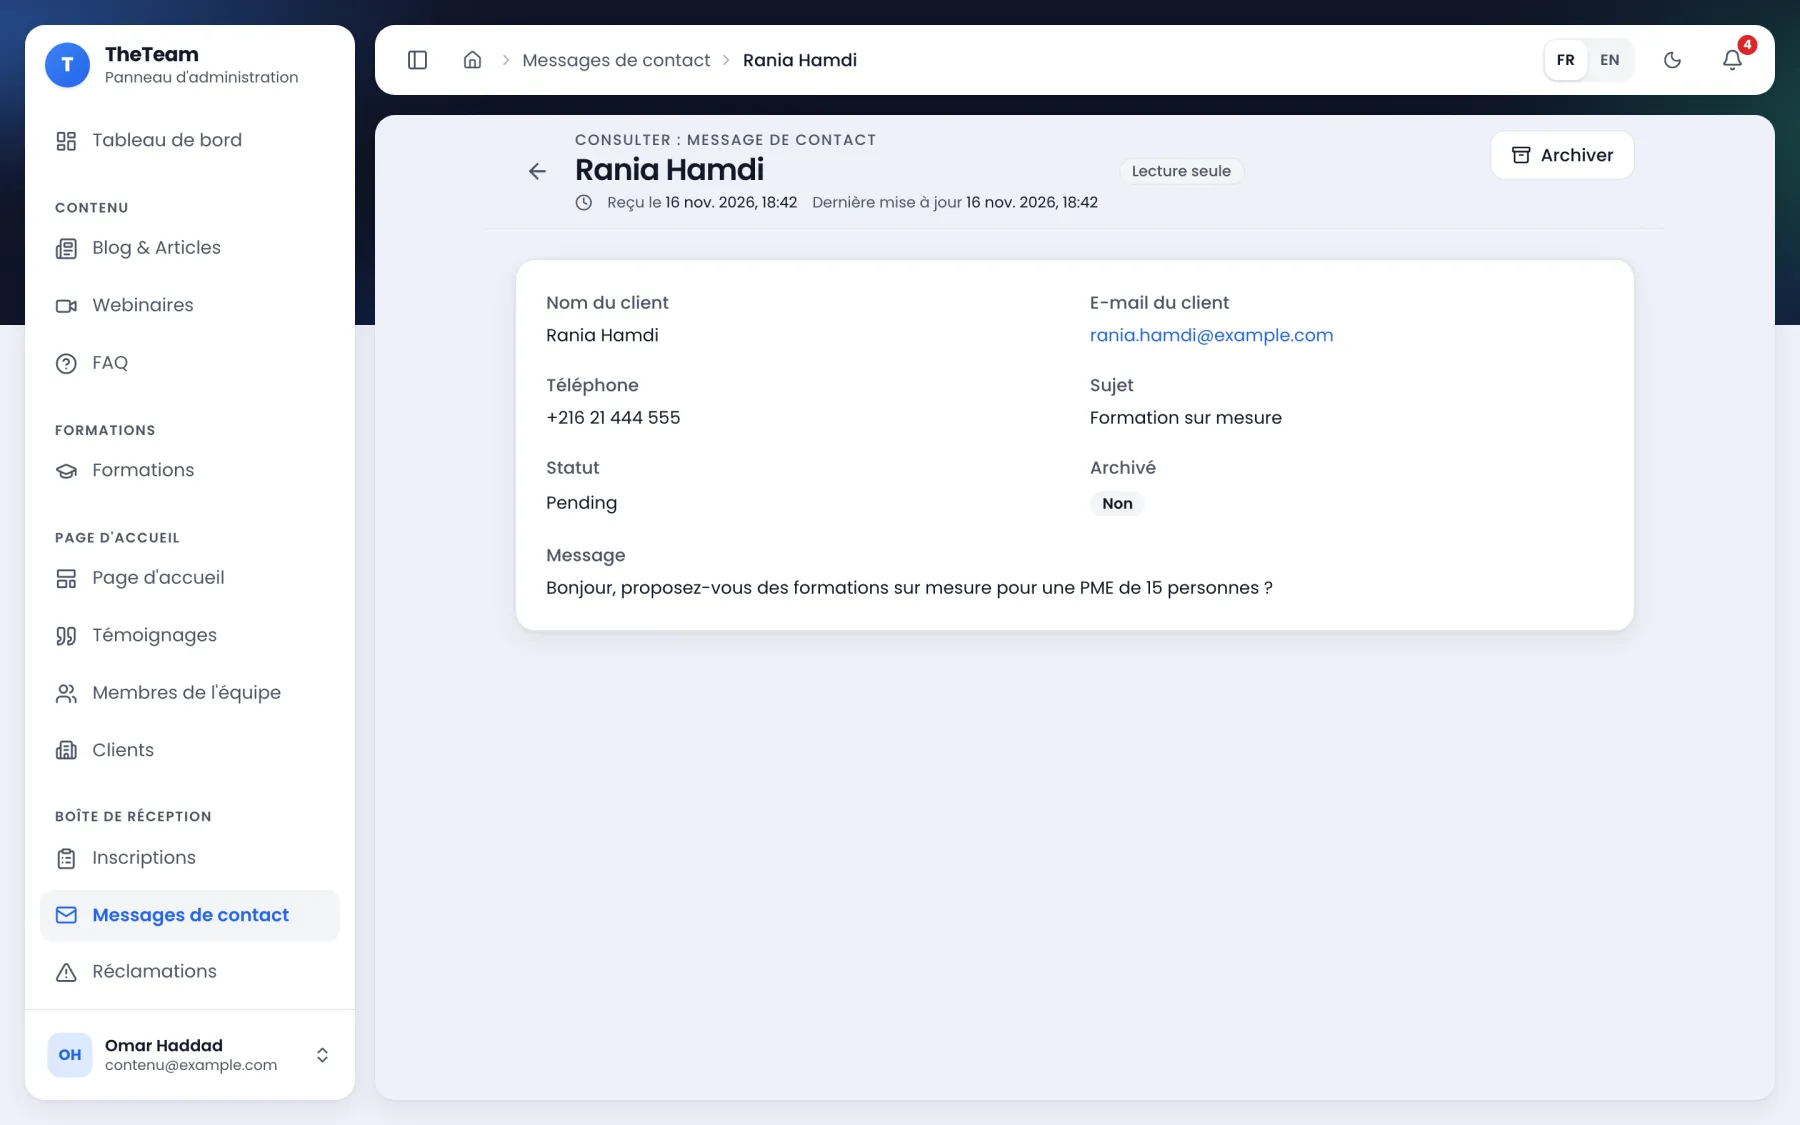 T
TheTeam
Panneau d'administration
Tableau de bord
CONTENU
Blog & Articles
Webinaires
FAQ
FORMATIONS
Formations
PAGE D'ACCUEIL
Page d'accueil
Témoignages
Membres de l'équipe
Clients
BOÎTE DE RÉCEPTION
Inscriptions
Messages de contact
Réclamations
OH
Omar Haddad
contenu@example.com
Messages de contact
Rania Hamdi
FR
EN
4
CONSULTER : MESSAGE DE CONTACT
Rania Hamdi
Lecture seule
Reçu le 16 nov. 2026, 18:42 Dernière mise à jour 16 nov. 2026, 18:42
Archiver
Nom du client
Rania Hamdi
E-mail du client
rania.hamdi@example.com
Téléphone
+216 21 444 555
Sujet
Formation sur mesure
Statut
Pending
Archivé
Non
Message
Bonjour, proposez-vous des formations sur mesure pour une PME de 15 personnes ?